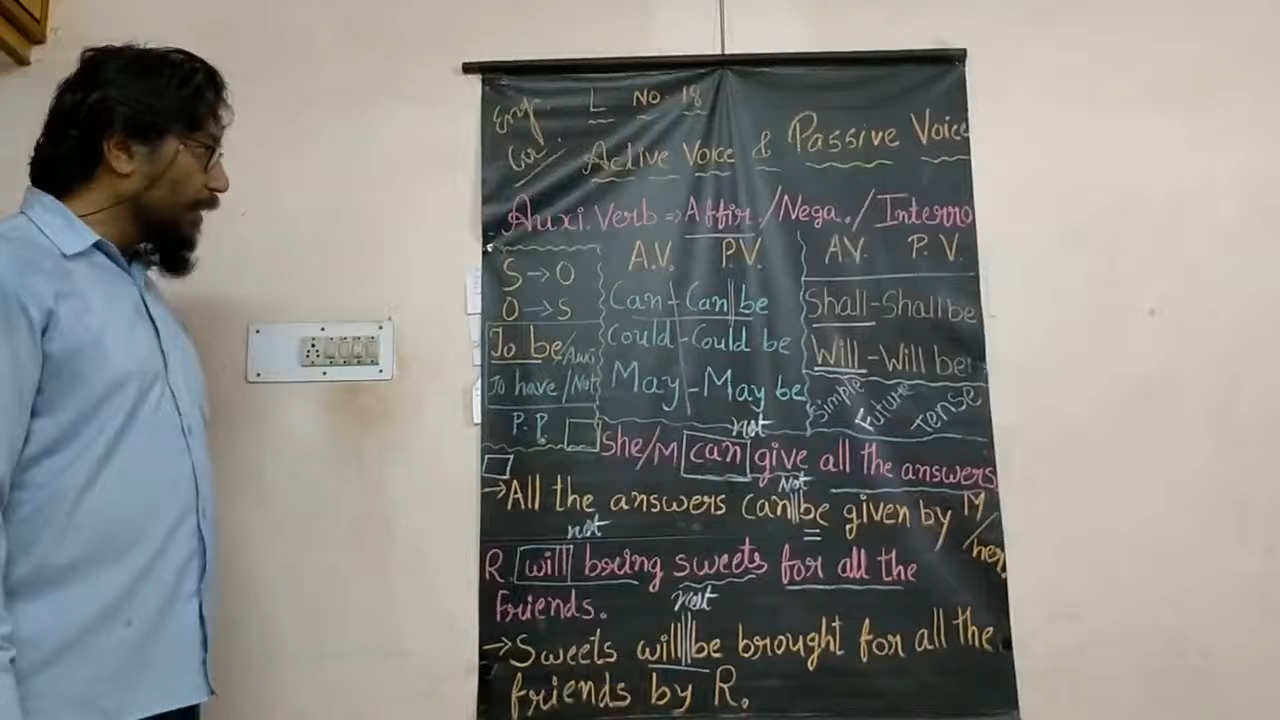 Eng. L No. 18
Gr. Active Voice & Passive Voice
Auxi. Verb ⇒ Affir./Nega./Interro
S → O
O → S
To be/Auxi
To have/Not
P.P.
A.V. P.V.
Can - Can || be
Could - Could be
May - May be
A.V. P. V.
Shall - Shall be
Will - Will be
Simple Future Tense
not
She/M can give all the answers
Not
→ All the answers can || be given by M/her.
not
R. will bring sweets for all the
friends.
not
→ Sweets will || be brought for all the
friends by R.